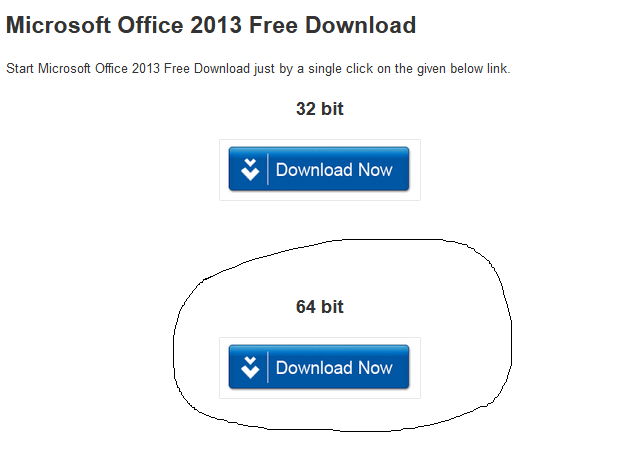 Microsoft Office 2013 Free Download
Start Microsoft Office 2013 Free Download just by a single click on the given below link.
32 bit
Download Now
64 bit
Download Now